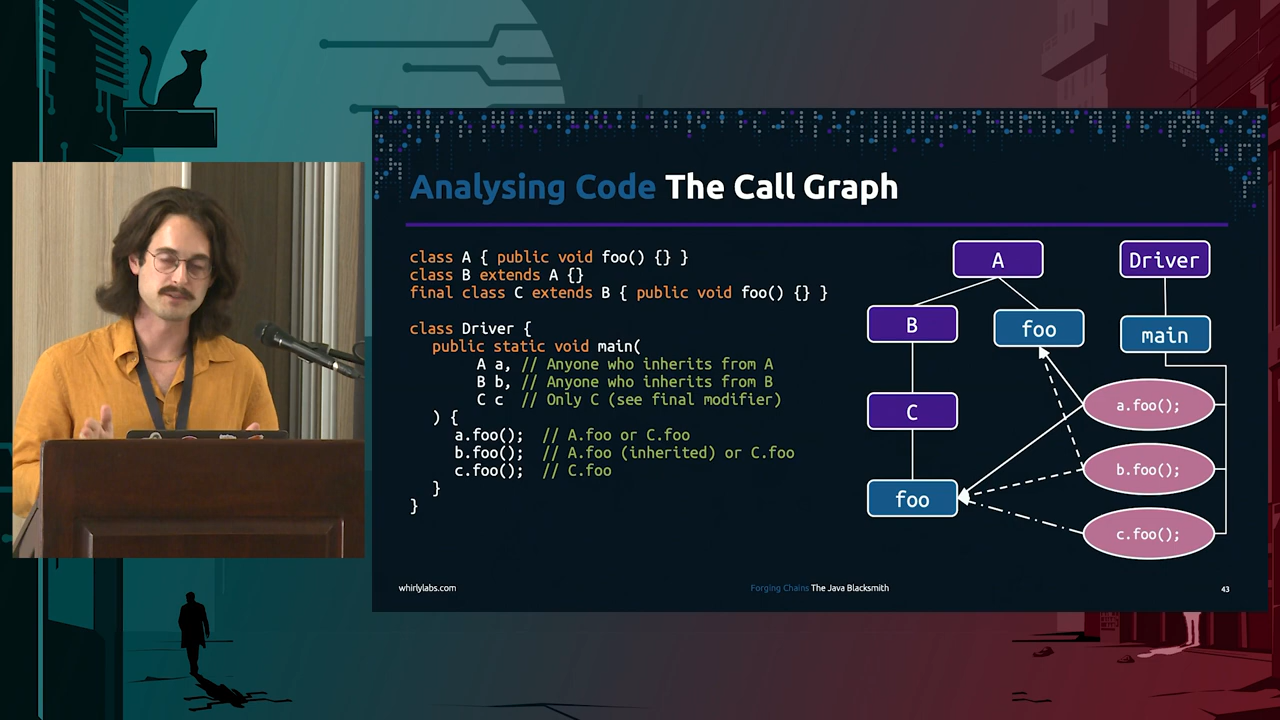 Analysing Code The Call Graph
class A { public void foo() {} }
class B extends A {}
final class C extends B { public void foo() {} }
class Driver {
public static void main(
A a, // Anyone who inherits from A
B b, // Anyone who inherits from B
C c // Only C (see final modifier)
) {
a.foo(); // A.foo or C.foo
b.foo(); // A.foo (inherited) or C.foo
c.foo(); // C.foo
}
}
A
Driver
B
foo
main
C
a.foo();
b.foo();
foo
c.foo();
whirlylabs.com
Forging Chains The Java Blacksmith
43